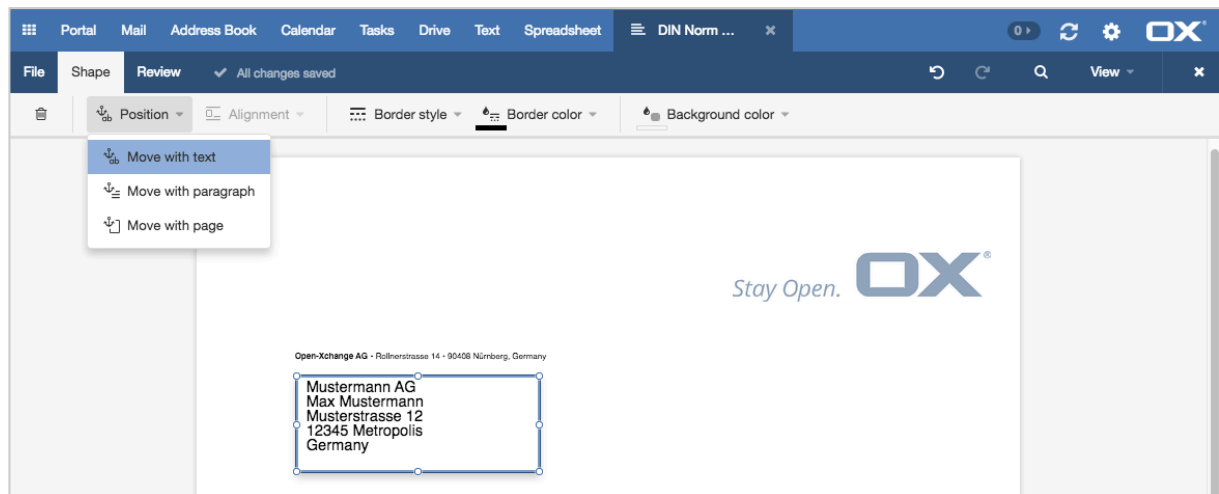 Portal Mail Address Book Calendar Tasks Drive Text Spreadsheet DIN Norm ... 0 OX
File Shape Review All changes saved View
Position Alignment Border style Border color Background color
Move with text
Move with paragraph
Move with page
Stay Open. OX®
Open-Xchange AG - Rollnerstrasse 14 - 90408 Nürnberg, Germany
Mustermann AG
Max Mustermann
Musterstrasse 12
12345 Metropolis
Germany